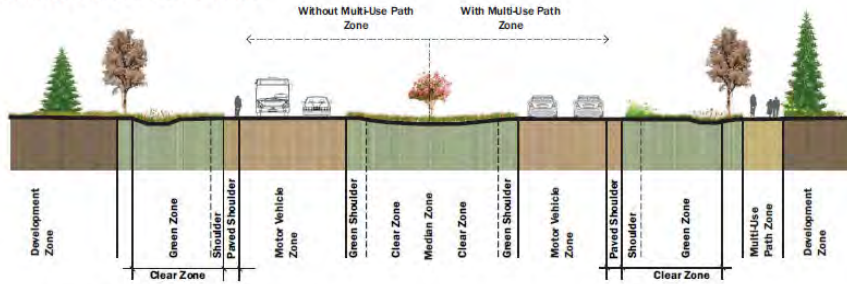 Without Multi-Use Path
Zone
With Multi-Use Path
Zone
Development
Zone
Green Zone
Shoulder
Paved Shoulder
Motor Vehicle
Zone
Green Shoulder
Clear Zone
Median Zone
Clear Zone
Green Shoulder
Motor Vehicle
Zone
Paved Shoulder
Shoulder
Green Zone
Multi-Use
Path Zone
Development
Zone
Clear Zone
Clear Zone